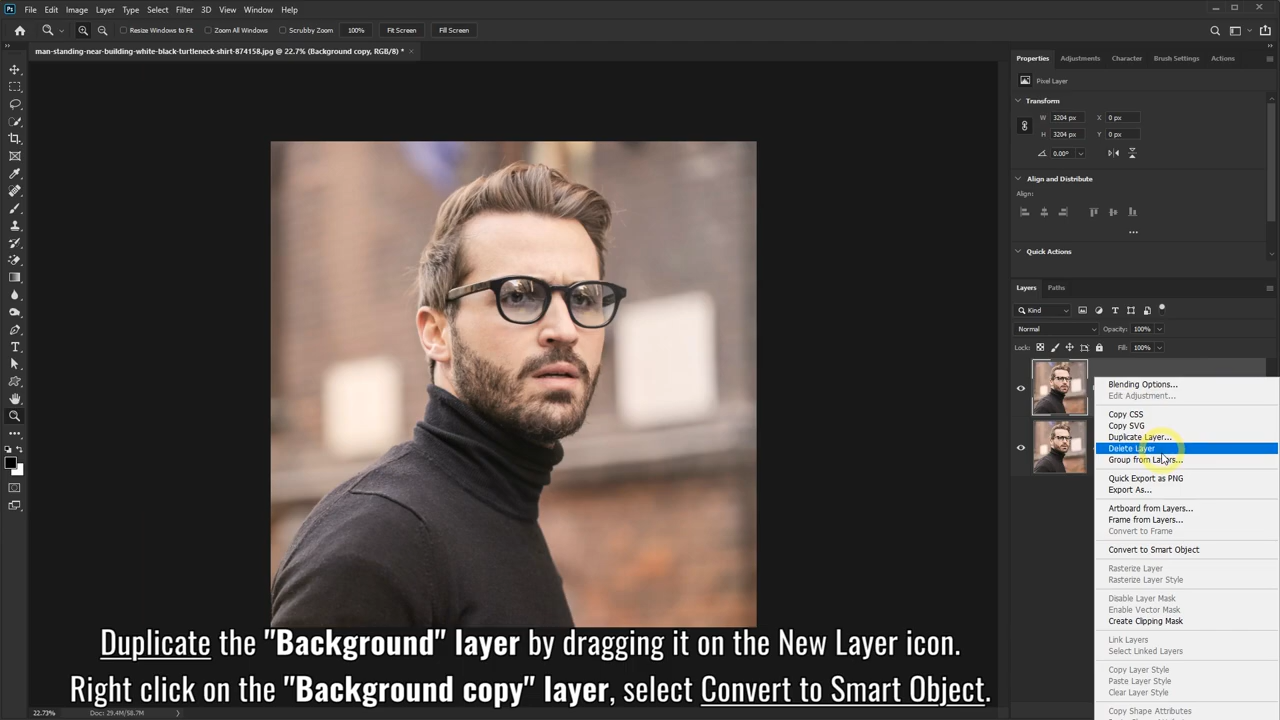 Ps File Edit Image Layer Type Select Filter 3D View Window Help
Resize Windows to Fit Zoom All Windows Scrubby Zoom 100% Fit Screen Fill Screen
man-standing-near-building-white-black-turtleneck-shirt-874158.jpg @ 22.7% (Background copy, RGB/8) *
Properties Adjustments Character Brush Settings Actions
Pixel Layer
Transform
W 3204 px X 0 px
H 3204 px Y 0 px
0.00°
Align and Distribute
Align:
Quick Actions
Layers Paths
Kind
Normal Opacity: 100%
Lock: Fill: 100%
Blending Options...
Edit Adjustment...
Copy CSS
Copy SVG
Duplicate Layer...
Delete Layer
Group from Layers...
Quick Export as PNG
Export As...
Artboard from Layers...
Frame from Layers...
Convert to Frame
Convert to Smart Object
Rasterize Layer
Rasterize Layer Style
Disable Layer Mask
Enable Vector Mask
Create Clipping Mask
Link Layers
Select Linked Layers
Copy Layer Style
Paste Layer Style
Clear Layer Style
Copy Shape Attributes
Duplicate the "Background" layer by dragging it on the New Layer icon.
Right click on the "Background copy" layer, select Convert to Smart Object.
22.73% Doc: 29.4M/58.7M